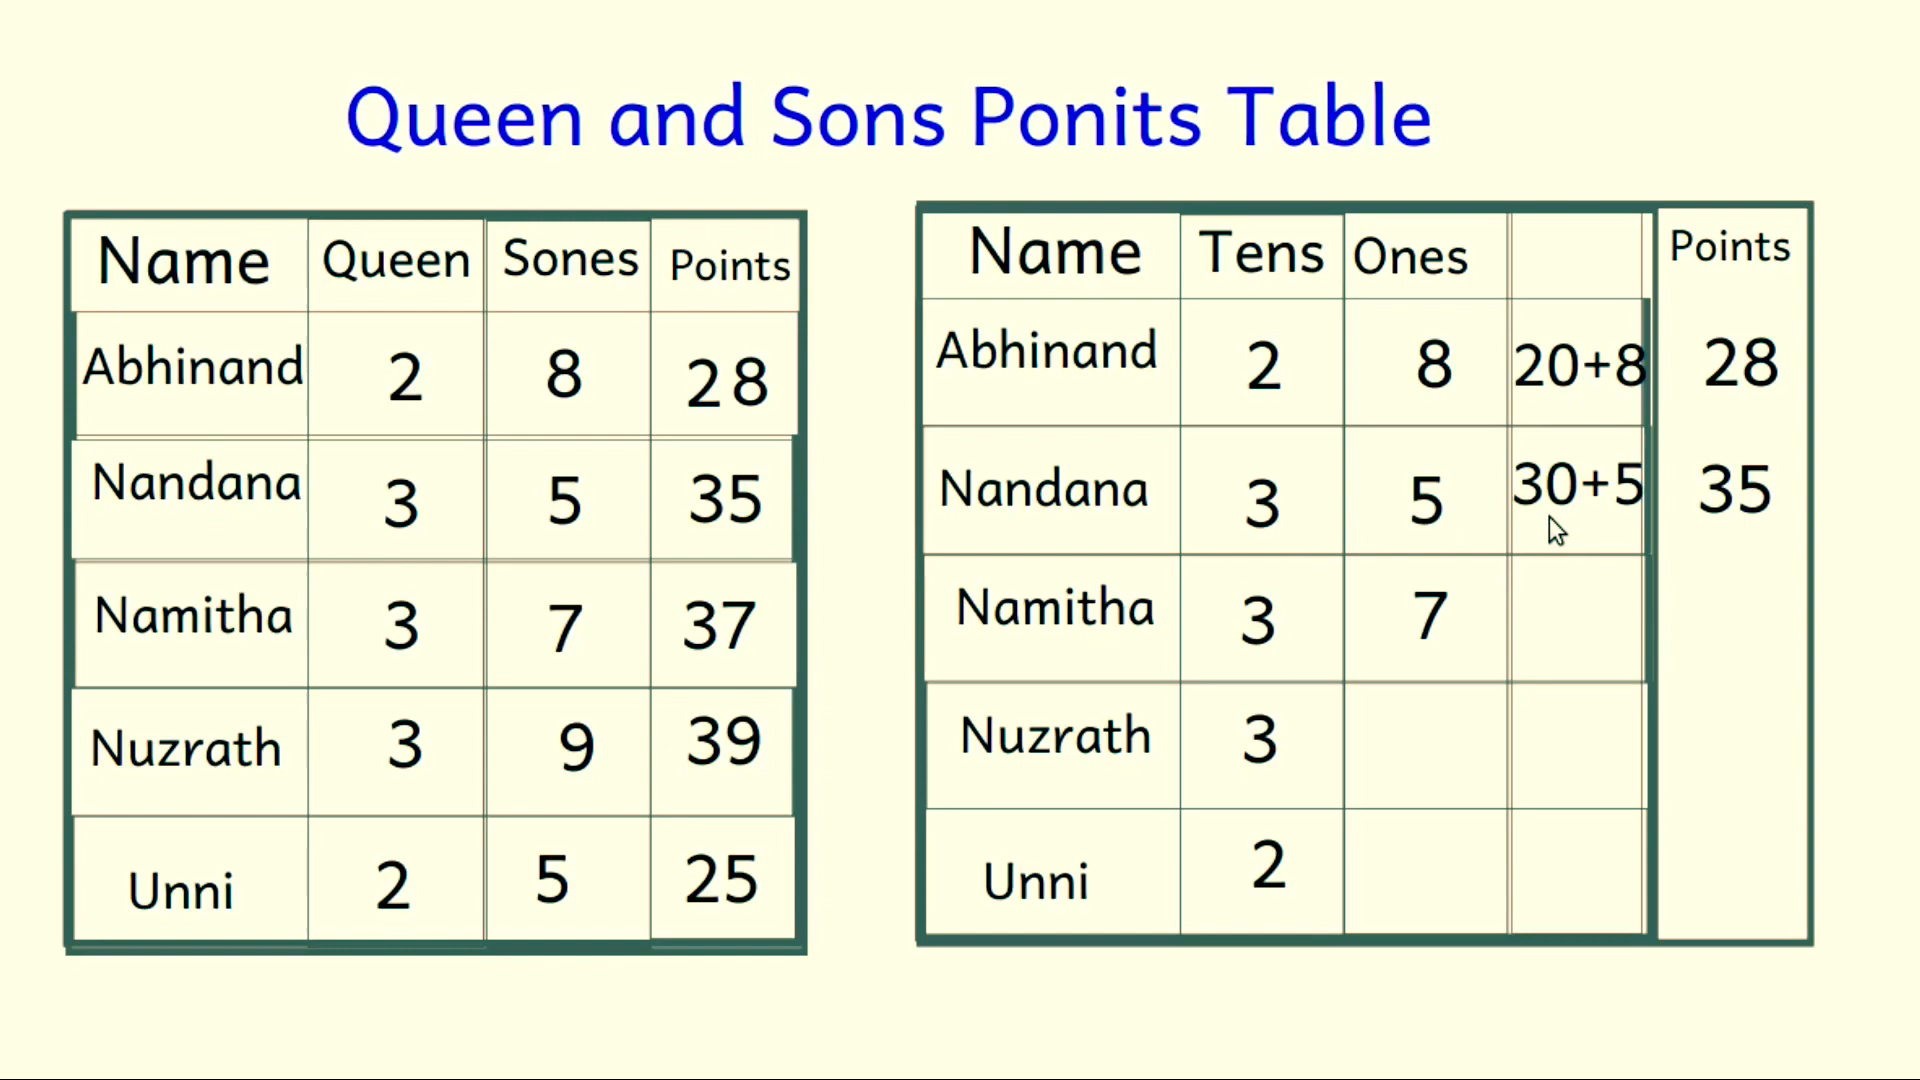 Queen and Sons Ponits Table
Name Queen Sones Points
Abhinand 2 8 28
Nandana 3 5 35
Namitha 3 7 37
Nuzrath 3 9 39
Unni 2 5 25
Name Tens Ones Points
Abhinand 2 8 20+8 28
Nandana 3 5 30+5 35
Namitha 3 7
Nuzrath 3
Unni 2